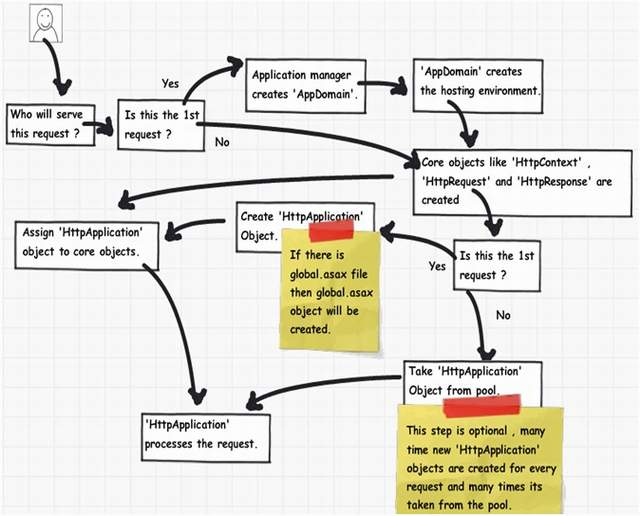 Yes
Application manager
creates 'AppDomain'.
'AppDomain' creates
the hosting environment.
Who will serve
this request ?
Is this the 1st
request ?
No
Core objects like 'HttpContext' ,
'HttpRequest' and 'HttpResponse' are
created
Assign 'HttpApplication'
object to core objects.
Create 'HttpApplication'
Object.
If there is
global.asax file
then global.asax
object will be
created.
Yes
Is this the 1st
request ?
No
Take 'HttpApplication'
Object from pool.
This step is optional , many
time new 'HttpApplication'
objects are created for every
request and many times its
taken from the pool.
'HttpApplication'
processes the request.